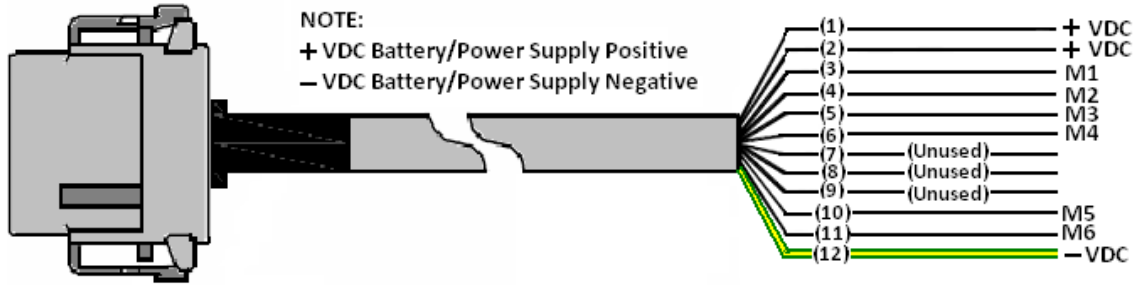 NOTE:
+ VDC Battery/Power Supply Positive
− VDC Battery/Power Supply Negative
(1) + VDC
(2) + VDC
(3) M1
(4) M2
(5) M3
(6) M4
(7) (Unused)
(8) (Unused)
(9) (Unused)
(10) M5
(11) M6
(12) − VDC